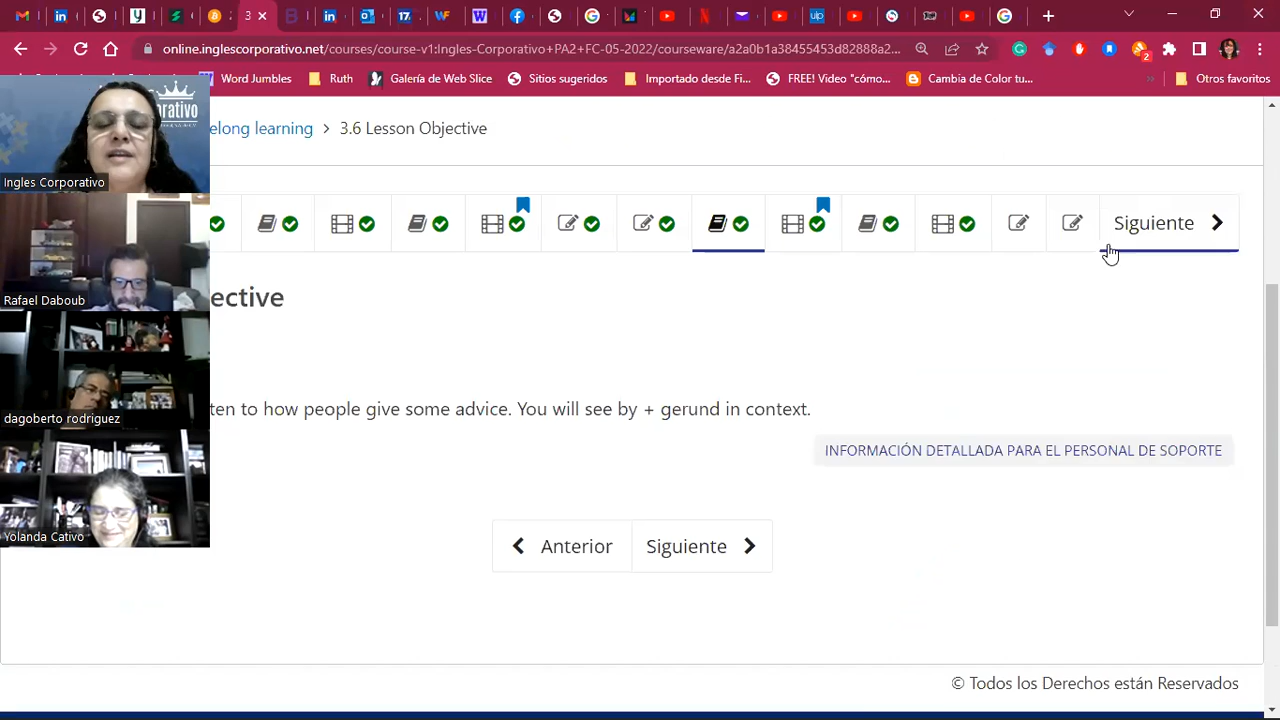 3
17.
online.inglescorporativo.net/courses/course-v1:Ingles-Corporativo+PA2+FC-05-2022/courseware/a2a0b1a38455453d82888a2...
2
Word Jumbles
Ruth
Galería de Web Slice
Sitios sugeridos
Importado desde Fi...
FREE! Video "cómo...
Cambia de Color tu...
»
Otros favoritos
orativo
Ingles Corporativo
Rafael Daboub
dagoberto rodriguez
Yolanda Cativo
elong learning > 3.6 Lesson Objective
Siguiente
ective
ten to how people give some advice. You will see by + gerund in context.
INFORMACIÓN DETALLADA PARA EL PERSONAL DE SOPORTE
Anterior
Siguiente
© Todos los Derechos están Reservados